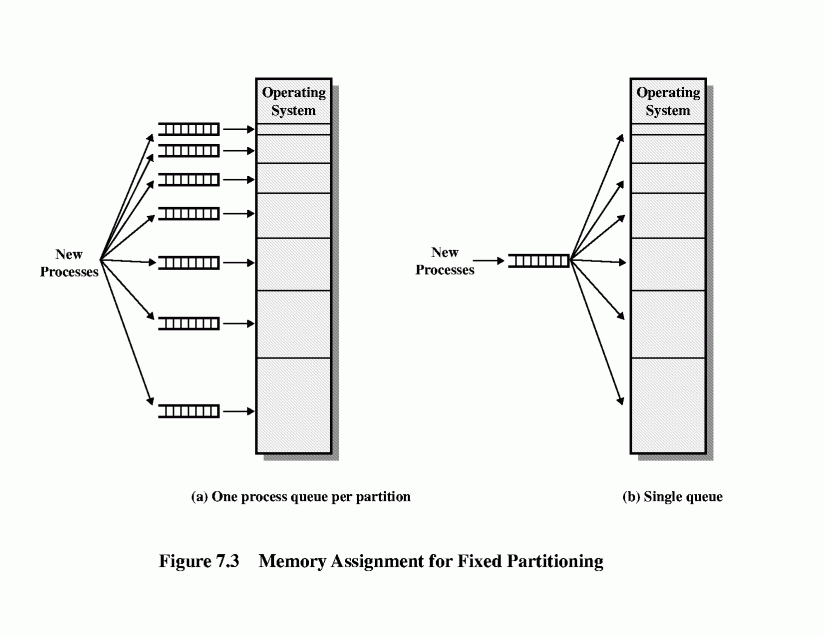 Operating
System
New
Processes
(a) One process queue per partition
Operating
System
New
Processes
(b) Single queue
Figure 7.3 Memory Assignment for Fixed Partitioning